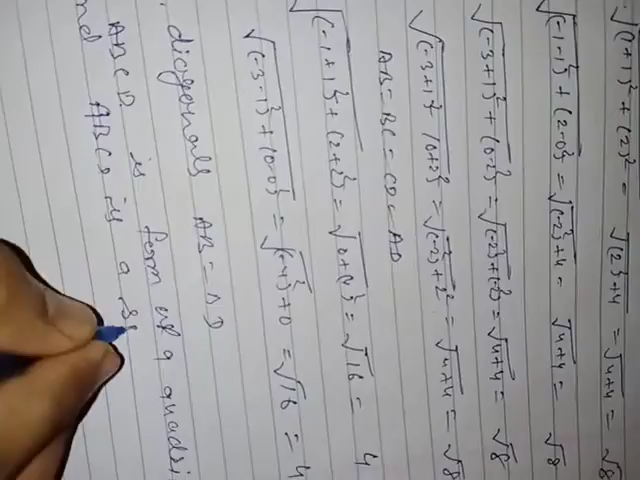 √(1+1)² + (2)² = √(2)²+4 = √4+4 = √8
√(-1-1)² + (2-0)² = √(-2)²+4 = √4+4 = √8
√(-3+1)² + (0-2)² = √(-2)²+(-2)² = √4+4 = √8
√(-3+1)² (0+2)² = √(-2)²+2² = √4+4 = √8
AB = BC = CD = AD
√(-1+1)² + (2+2)² = √0+(4)² = √16 = 4
√(-3-1)² + (0-0)² = √(-4)²+0 = √16 = 4
diagonals AB =
ABCD is form of a quadri
nd ABCD is a